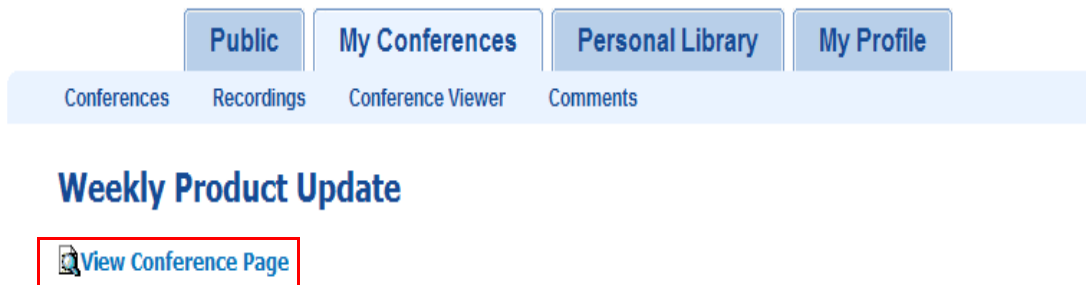 Public My Conferences Personal Library My Profile
Conferences Recordings Conference Viewer Comments
Weekly Product Update
View Conference Page